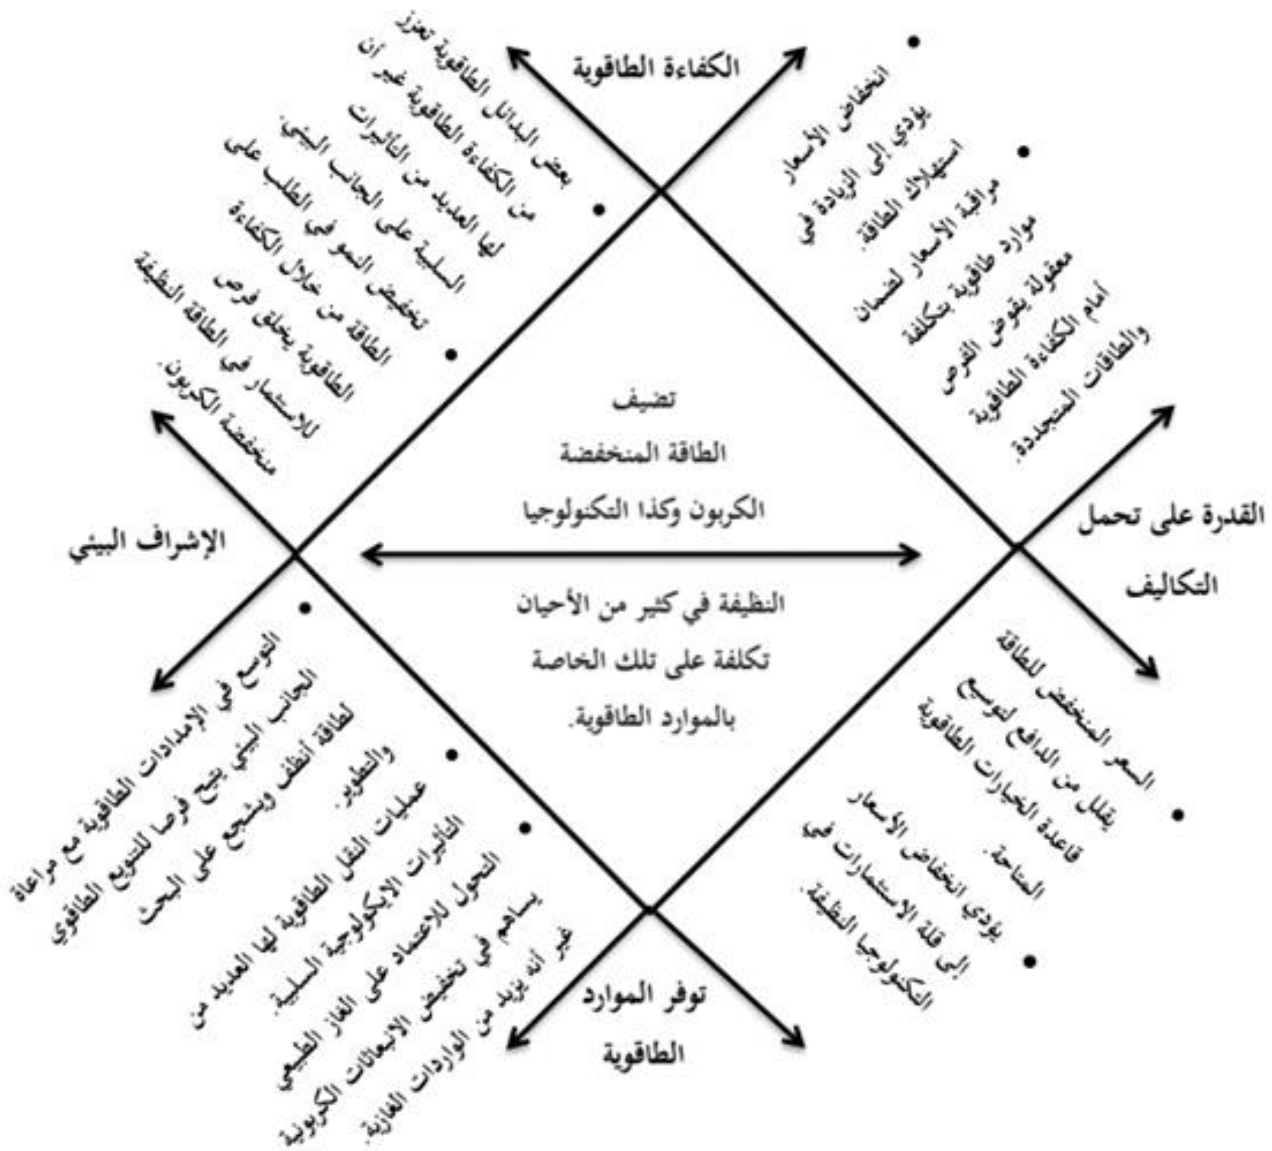 الكفاءة الطاقوية
انخفاض الأسعار
يؤدي إلى الزيادة في
استهلاك الطاقة.
مراقبة الأسعار لضمان
موارد طاقوية بتكلفة
معقولة يقوض الفرص
أمام الكفاءة الطاقوية
والطاقات المتجددة.
بعض البدائل الطاقوية تعزز
من الكفاءة الطاقوية غير أن
لها العديد من التأثيرات
السلبية على الجانب البيئي.
تخفيض النمو في الطلب على
الطاقة من خلال الكفاءة
الطاقوية يخلق فرص
للاستثمار في الطاقة النظيفة
منخفضة الكربون.
القدرة على تحمل
التكاليف
تضيف
الطاقة المنخفضة
الكربون وكذا التكنولوجيا
النظيفة في كثير من الأحيان
تكلفة على تلك الخاصة
بالموارد الطاقوية.
الإشراف البيئي
السعر المنخفض للطاقة
يقلل من الدافع لتوسيع
قاعدة الخيارات الطاقوية
المتاحة.
يؤدي انخفاض الأسعار
إلى قلة الاستثمارات في
التكنولوجيا النظيفة.
التوسع في الإمدادات الطاقوية مع مراعاة
الجانب البيئي يتيح فرصا للتنويع الطاقوي
لطاقة أنظف ويشجع على البحث
والتطوير.
عمليات النقل الطاقوية لها العديد من
التأثيرات الايكولوجية السلبية.
التحول للاعتماد على الغاز الطبيعي
يساهم في تخفيض الانبعاثات الكربونية
غير أنه يزيد من الواردات الغازية.
توفر الموارد
الطاقوية